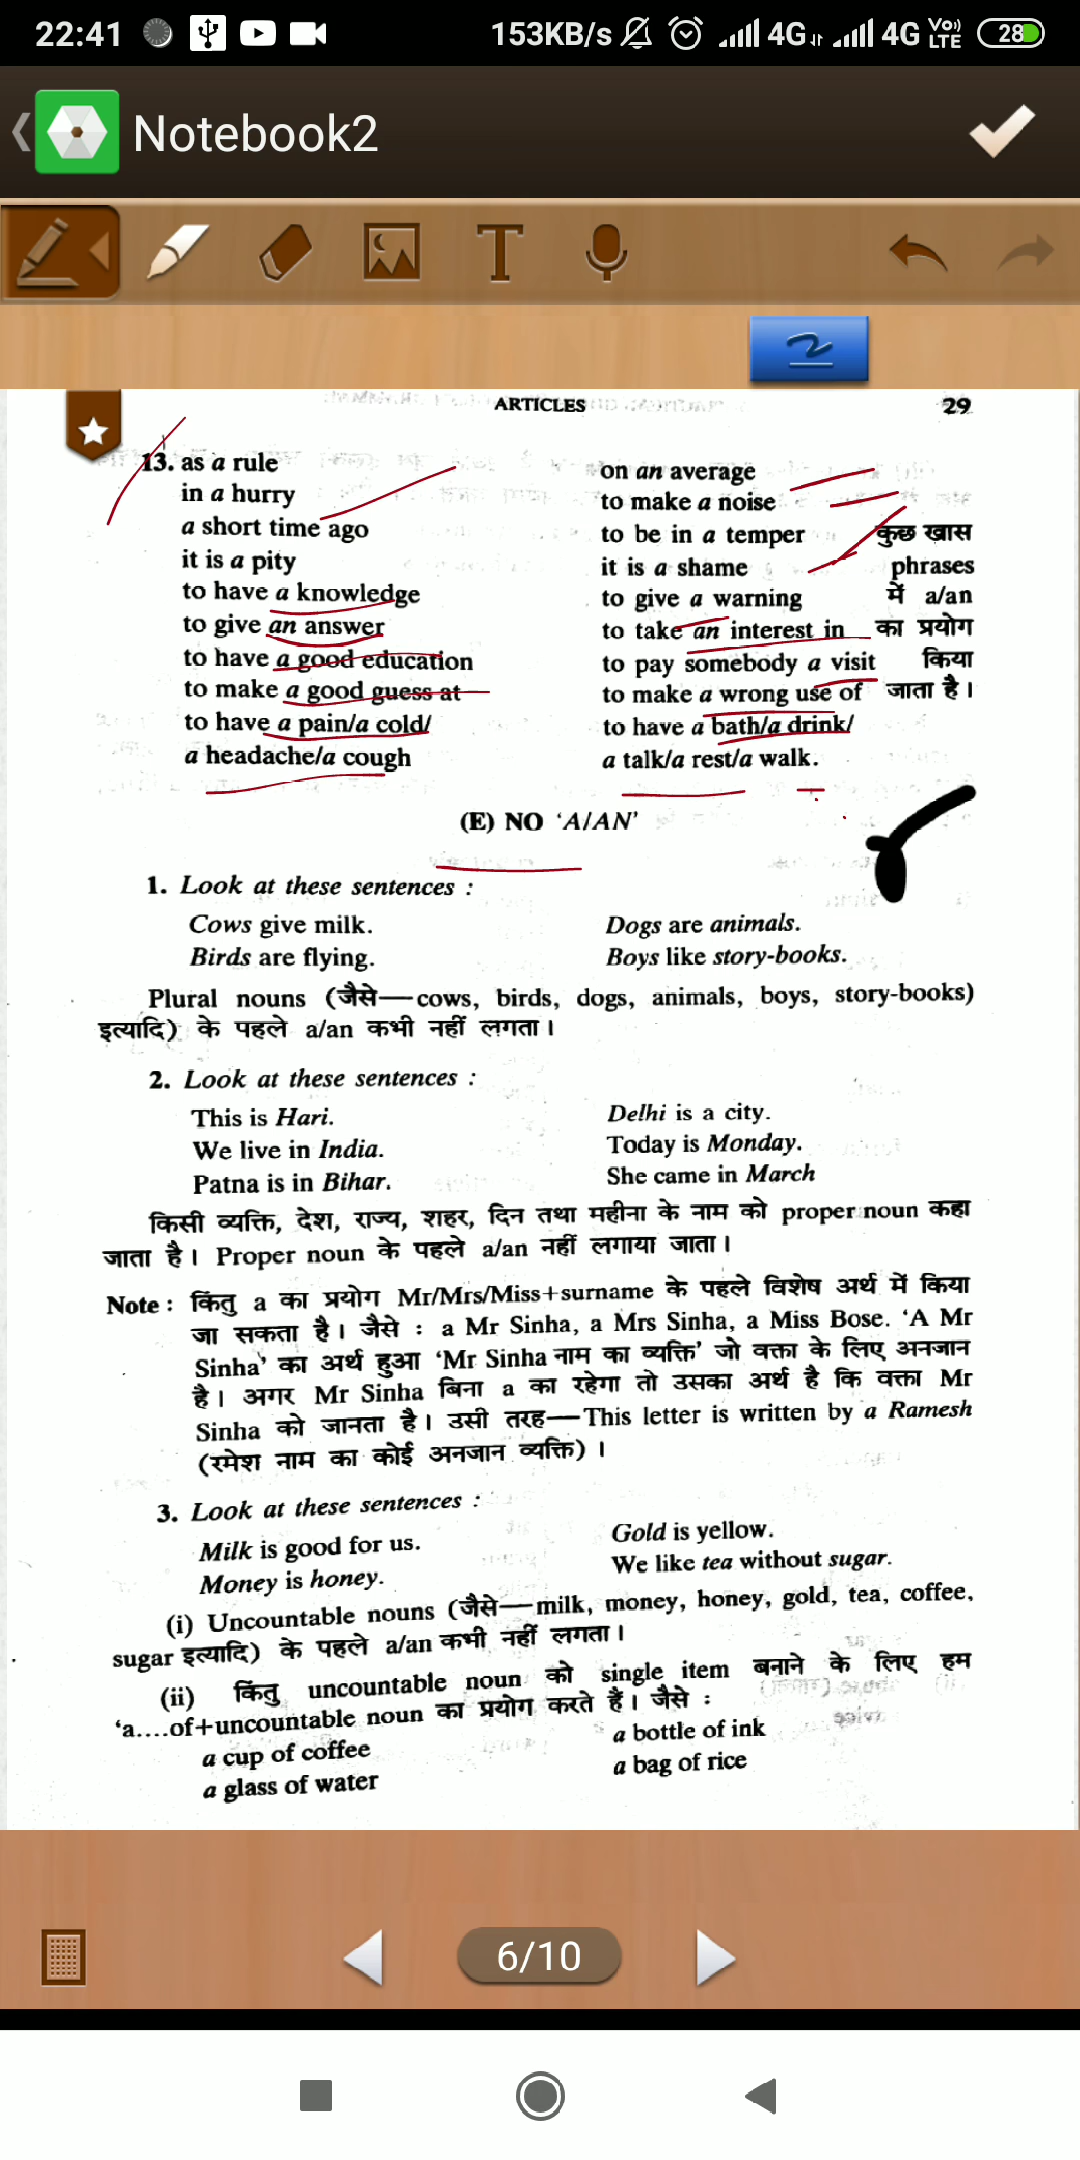 22:41 153KB/s 4G 4G Vo)) LTE 28
Notebook2
T
2
ARTICLES 29
13. as a rule on an average
in a hurry to make a noise
a short time ago to be in a temper कुछ खास
it is a pity it is a shame phrases
to have a knowledge to give a warning में a/an
to give an answer to take an interest in का प्रयोग
to have a good education to pay somebody a visit किया
to make a good guess at to make a wrong use of जाता है।
to have a pain/a cold/ to have a bath/a drink/
a headache/a cough a talk/a rest/a walk.
(E) NO ‘A/AN’
1. Look at these sentences :
Cows give milk. Dogs are animals.
Birds are flying. Boys like story-books.
Plural nouns (जैसे—cows, birds, dogs, animals, boys, story-books)
इत्यादि) के पहले a/an कभी नहीं लगता।
2. Look at these sentences :
This is Hari. Delhi is a city.
We live in India. Today is Monday.
Patna is in Bihar. She came in March
किसी व्यक्ति, देश, राज्य, शहर, दिन तथा महीना के नाम को proper noun कहा
जाता है। Proper noun के पहले a/an नहीं लगाया जाता।
Note : किंतु a का प्रयोग Mr/Mrs/Miss+surname के पहले विशेष अर्थ में किया
जा सकता है। जैसे : a Mr Sinha, a Mrs Sinha, a Miss Bose. ‘A Mr
Sinha’ का अर्थ हुआ ‘Mr Sinha नाम का व्यक्ति’ जो वक्ता के लिए अनजान
है। अगर Mr Sinha बिना a का रहेगा तो उसका अर्थ है कि वक्ता Mr
Sinha को जानता है। उसी तरह—This letter is written by a Ramesh
(रमेश नाम का कोई अनजान व्यक्ति) ।
3. Look at these sentences :
Milk is good for us. Gold is yellow.
Money is honey. We like tea without sugar.
(i) Uncountable nouns (जैसे—milk, money, honey, gold, tea, coffee,
sugar इत्यादि) के पहले a/an कभी नहीं लगता।
(ii) किंतु uncountable noun को single item बनाने के लिए हम
‘a....of+uncountable noun का प्रयोग करते हैं। जैसे :
a cup of coffee a bottle of ink
a glass of water a bag of rice
6/10